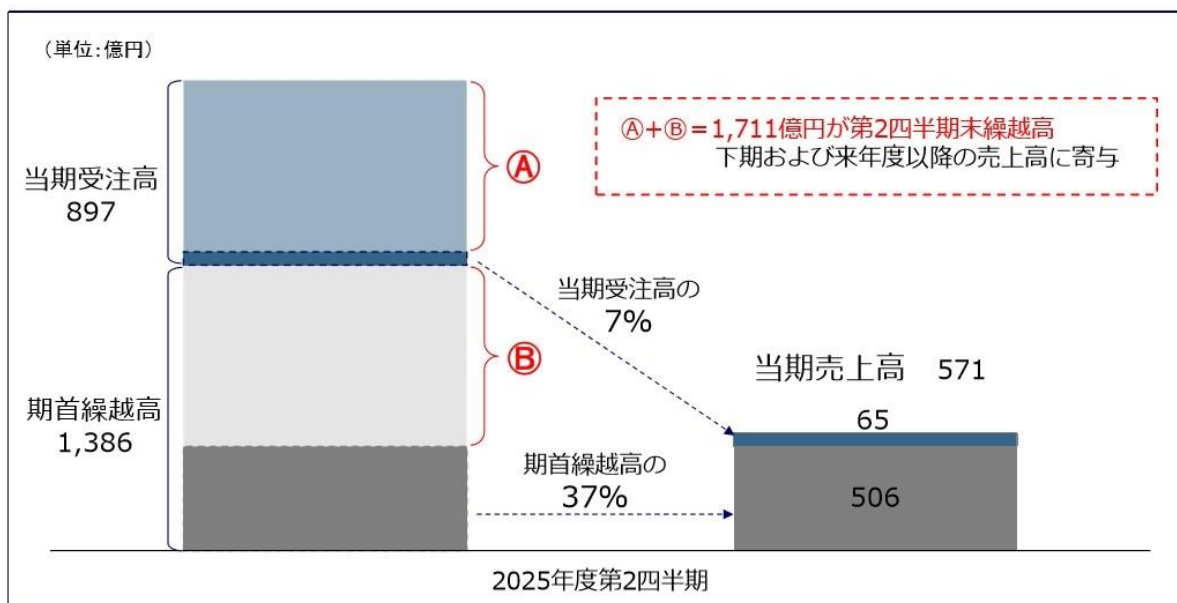 （単位：億円）
当期受注高
897
Ⓐ
Ⓐ+Ⓑ＝1,711億円が第2四半期末繰越高
下期および来年度以降の売上高に寄与
当期受注高の
7%
Ⓑ
期首繰越高
1,386
期首繰越高の
37%
当期売上高 571
65
506
2025年度第2四半期